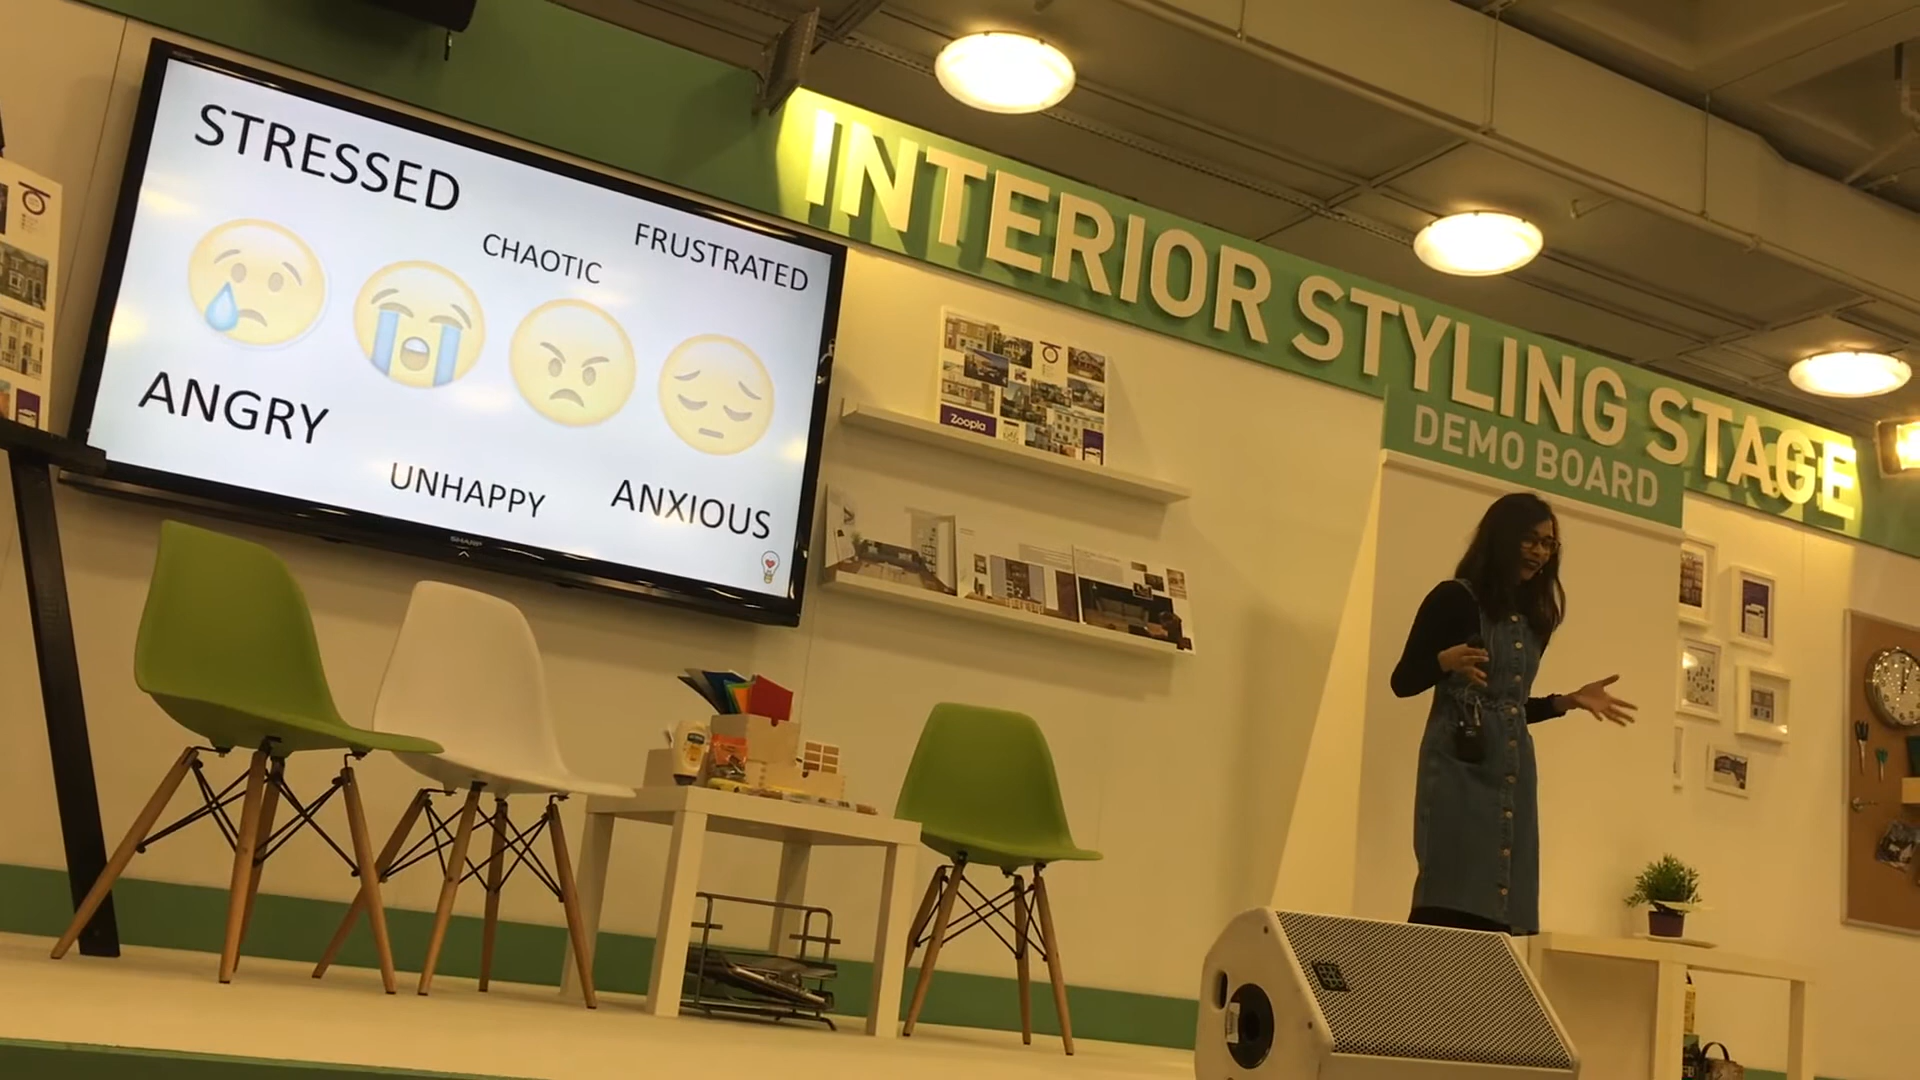 STRESSED
CHAOTIC
FRUSTRATED
ANGRY
UNHAPPY
ANXIOUS
SHARP
INTERIOR STYLING STAGE
DEMO BOARD
Zoopla